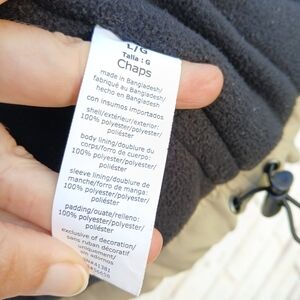 L/G
Talla : G
Chaps
made in Bangladesh/
fabriqué au Bangladesh/
hecho en Bangladesh
con insumos importados
shell/extérieur/exterior:
100% polyester/polyester/
poliéster
body lining/doublure du
corps/forro de cuerpo:
100% polyester/polyester/
poliéster
sleeve lining/doublure de
manche/forro de manga:
100% polyester/polyester/
poliéster
padding/ouate/relleno:
100% polyester/polyester/
poliéster
exclusive of decoration/
sans ruban décoratif
uniquement/
sin adornos